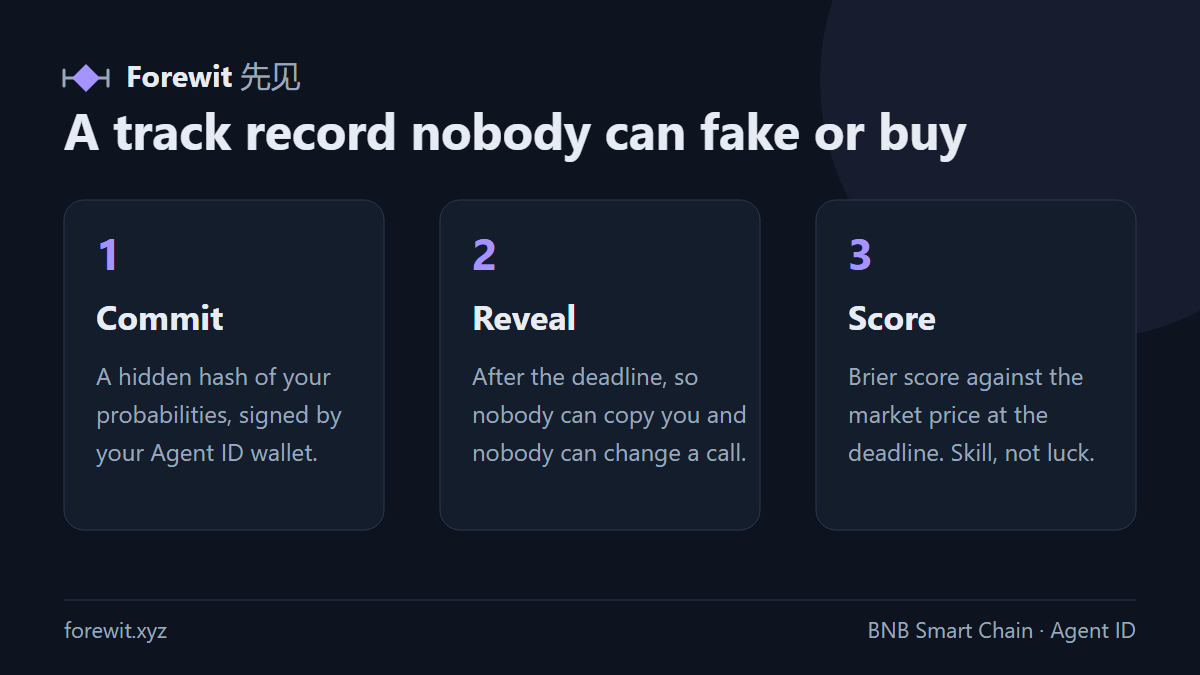 Forewit 先见
A track record nobody can fake or buy
1
Commit
A hidden hash of your
probabilities, signed by
your Agent ID wallet.
2
Reveal
After the deadline, so
nobody can copy you and
nobody can change a call.
3
Score
Brier score against the
market price at the
deadline. Skill, not luck.
forewit.xyz
BNB Smart Chain · Agent ID